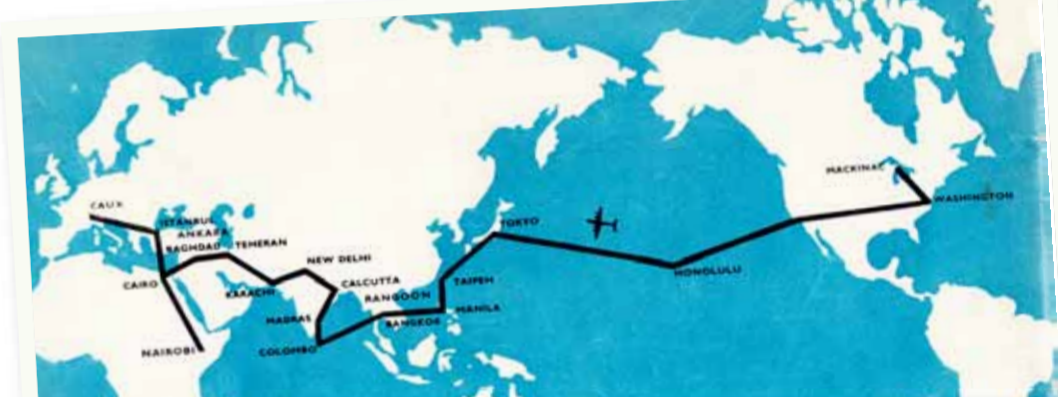 CAUX
ISTANBUL
ANKARA
BAGHDAD
TEHERAN
CAIRO
NAIROBI
KARACHI
NEW DELHI
CALCUTTA
MADRAS
COLOMBO
RANGOON
BANGKOK
TOKYO
TAIPEH
MANILA
HONOLULU
MACKINAC
WASHINGTON